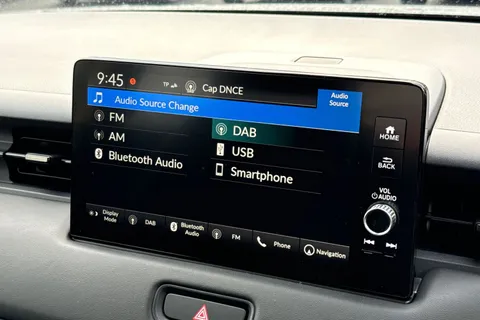 9:45 TP Cap DNCE
Audio Source
Audio Source Change
FM DAB
AM USB
Bluetooth Audio Smartphone
HOME
BACK
VOL
AUDIO
Display Mode DAB Bluetooth Audio FM Phone Navigation